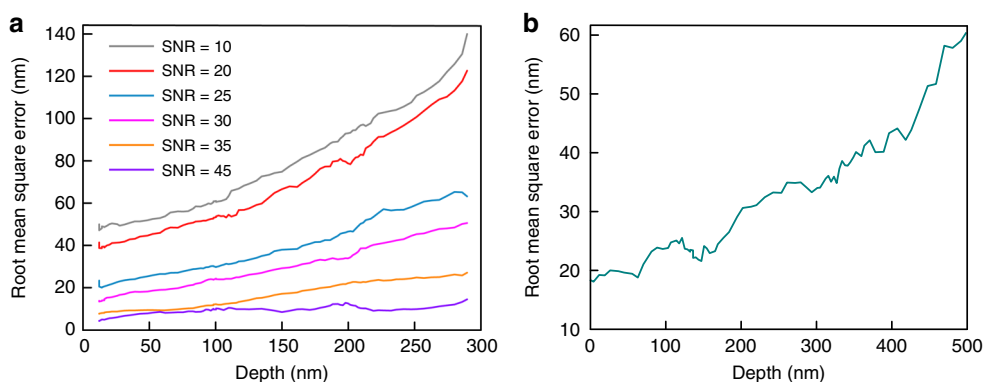 a
Root mean square error (nm)
140
120
100
80
60
40
20
0
SNR = 10
SNR = 20
SNR = 25
SNR = 30
SNR = 35
SNR = 45
0 50 100 150 200 250 300
Depth (nm)
b
Root mean square error (nm)
60
50
40
30
20
10
0 100 200 300 400 500
Depth (nm)